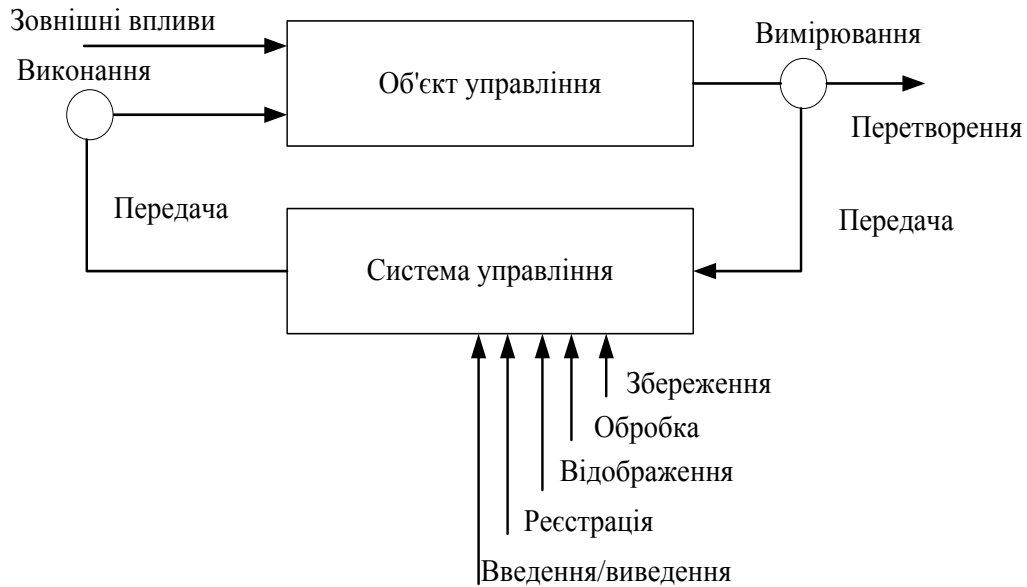 Зовнішні впливи
Вимірювання
Виконання
Об'єкт управління
Перетворення
Передача
Передача
Система управління
Збереження
Обробка
Відображення
Реєстрація
Введення/виведення